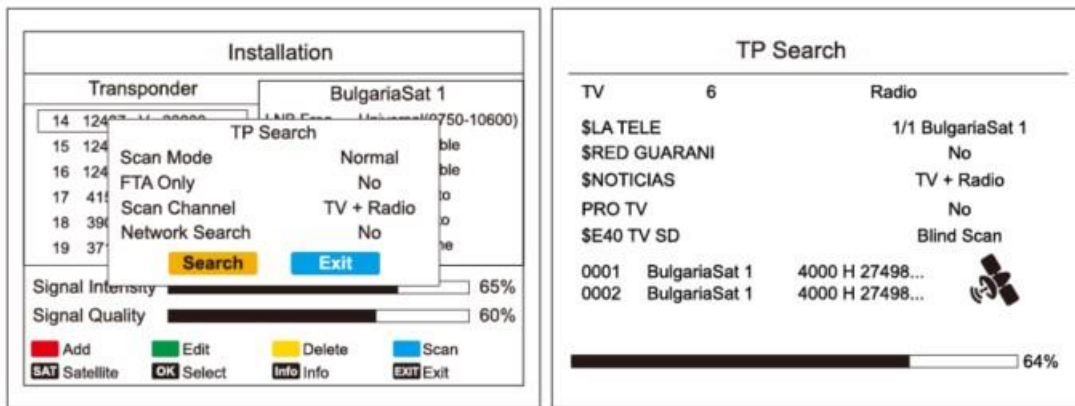 Installation
Transponder
BulgariaSat 1
14 V
LNB Freq Universal(9750-10600)
TP Search
15
Scan Mode Normal
16
FTA Only No
17
Scan Channel TV + Radio
18
Network Search No
19
Search Exit
Signal Intensity 65%
Signal Quality 60%
Add Edit Delete Scan
SAT Satellite OK Select Info Info EXIT Exit
TP Search
TV 6 Radio
$LA TELE 1/1 BulgariaSat 1
$RED GUARANI No
$NOTICIAS TV + Radio
PRO TV No
$E40 TV SD Blind Scan
0001 BulgariaSat 1 4000 H 27498...
0002 BulgariaSat 1 4000 H 27498...
64%